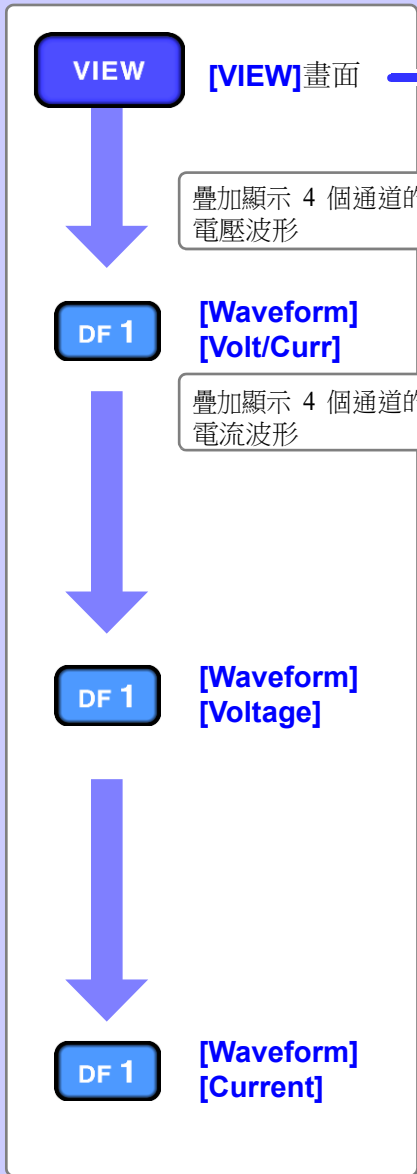 VIEW
[VIEW]畫面
疊加顯示 4 個通道的
電壓波形
DF 1
[Waveform]
[Volt/Curr]
疊加顯示 4 個通道的
電流波形
DF 1
[Waveform]
[Voltage]
DF 1
[Waveform]
[Current]